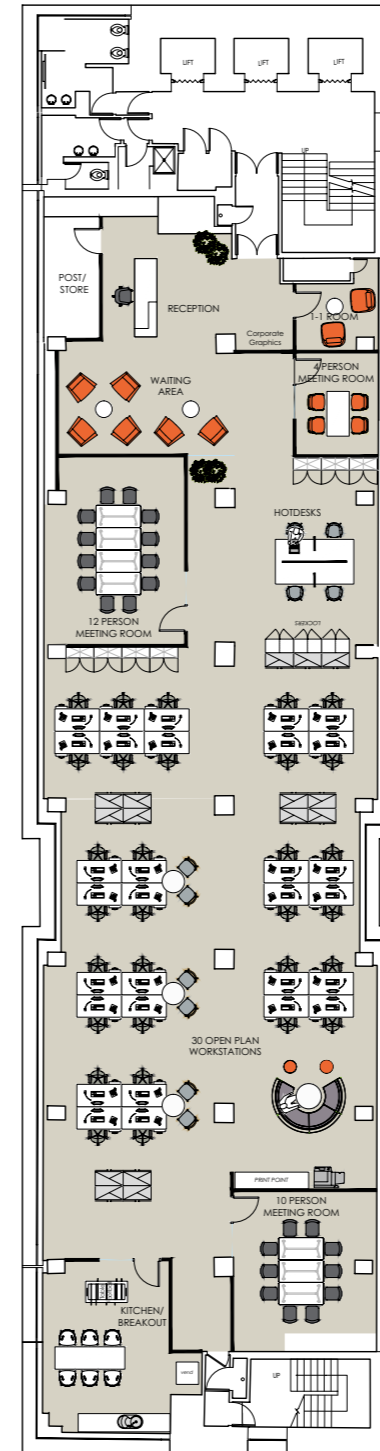 LIFT
LIFT
LIFT
UP
POST/
STORE
RECEPTION
1-1 ROOM
Corporate
Graphics
4 PERSON
MEETING ROOM
WAITING
AREA
HOTDESKS
12 PERSON
MEETING ROOM
LOCKERS
30 OPEN PLAN
WORKSTATIONS
PRINT POINT
10 PERSON
MEETING ROOM
KITCHEN/
BREAKOUT
UP